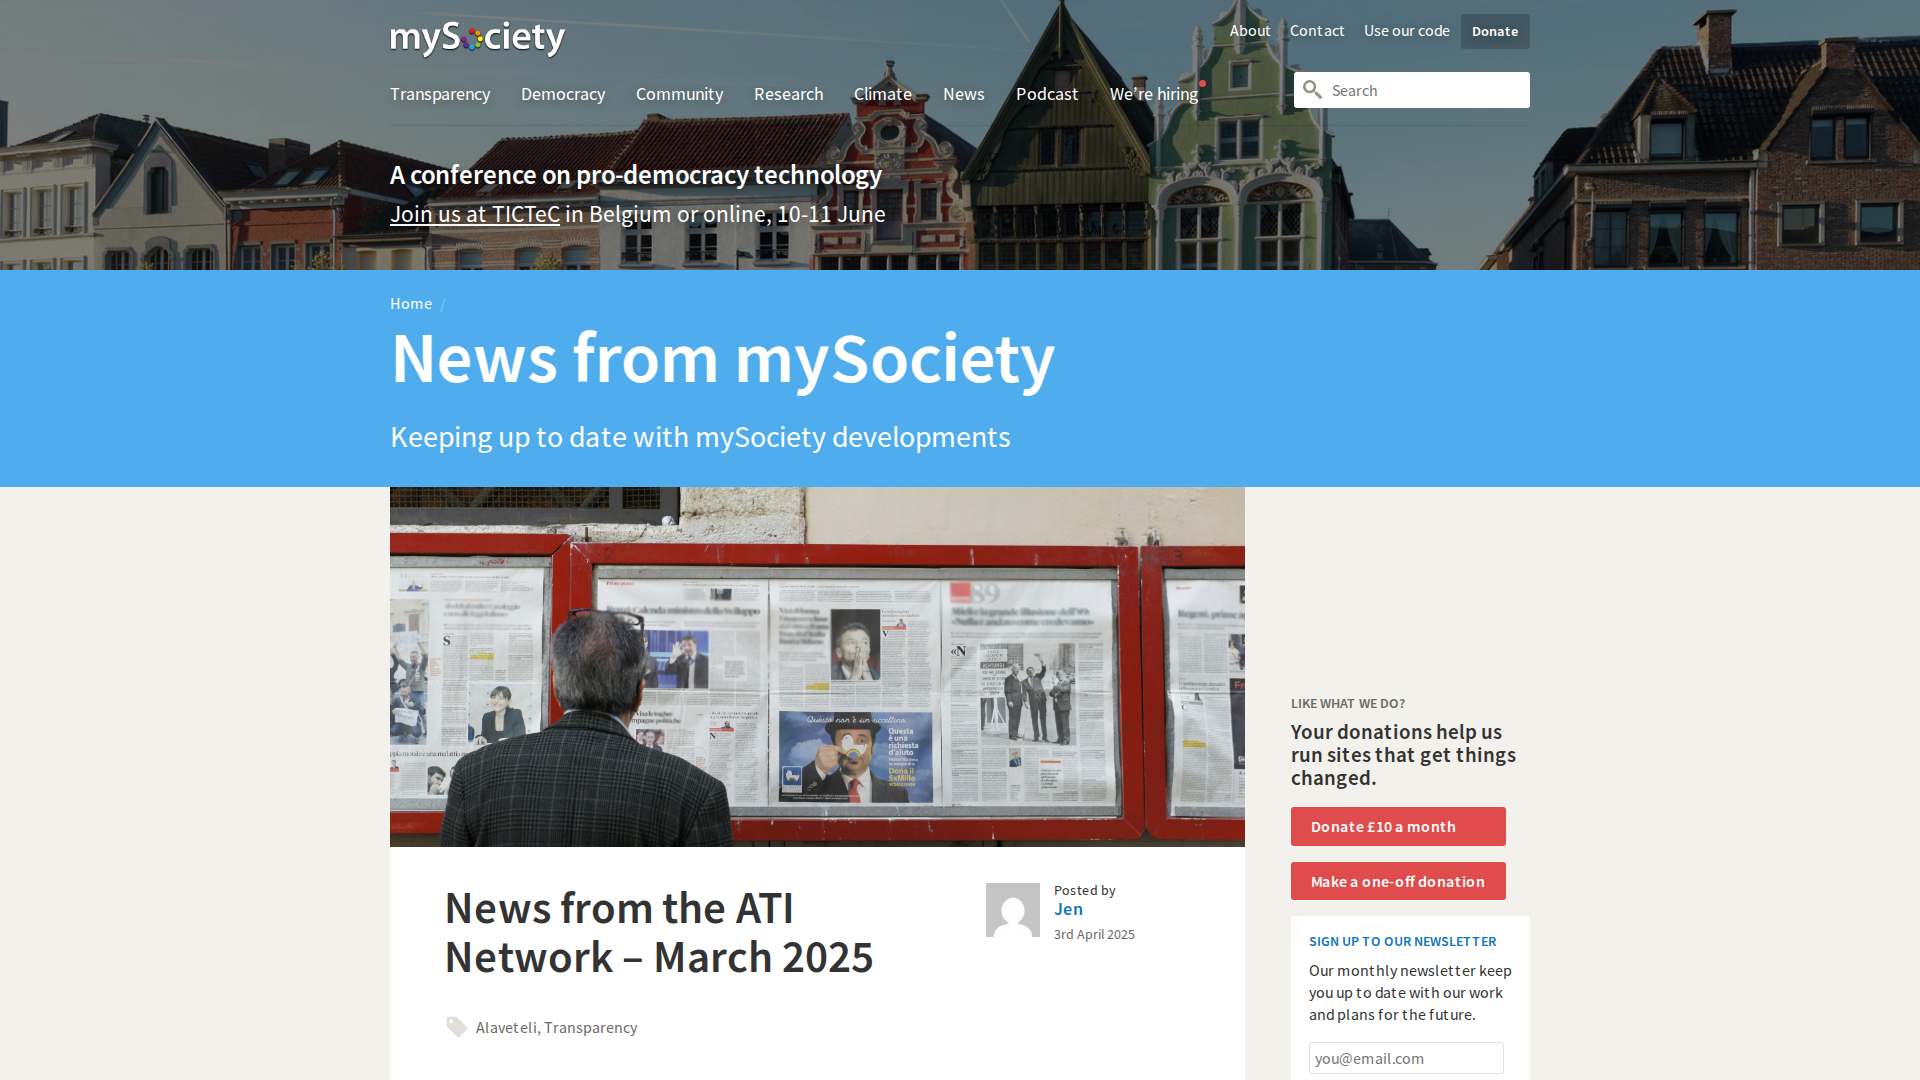 mySociety
About
Contact
Use our code
Donate
Transparency
Democracy
Community
Research
Climate
News
Podcast
We're hiring
Search
A conference on pro-democracy technology
Join us at TICTeC in Belgium or online, 10-11 June
Home /
News from mySociety
Keeping up to date with mySociety developments
Primo piano
89
«N
S
N
Questo non è un uccellino.
Questa
è una
richiesta
d'aiuto
Dona il
5xMille
News from the ATI
Network – March 2025
Posted by
Jen
3rd April 2025
Alaveteli, Transparency
LIKE WHAT WE DO?
Your donations help us
run sites that get things
changed.
Donate £10 a month
Make a one-off donation
SIGN UP TO OUR NEWSLETTER
Our monthly newsletter keep
you up to date with our work
and plans for the future.
you@email.com